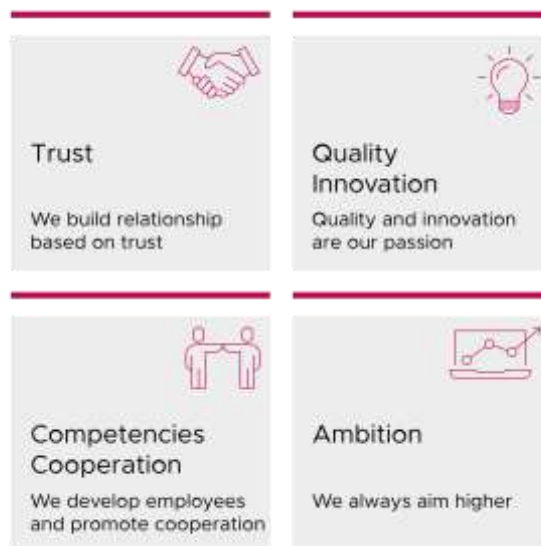 Trust
We build relationship
based on trust
Quality
Innovation
Quality and innovation
are our passion
Competencies
Cooperation
We develop employees
and promote cooperation
Ambition
We always aim higher